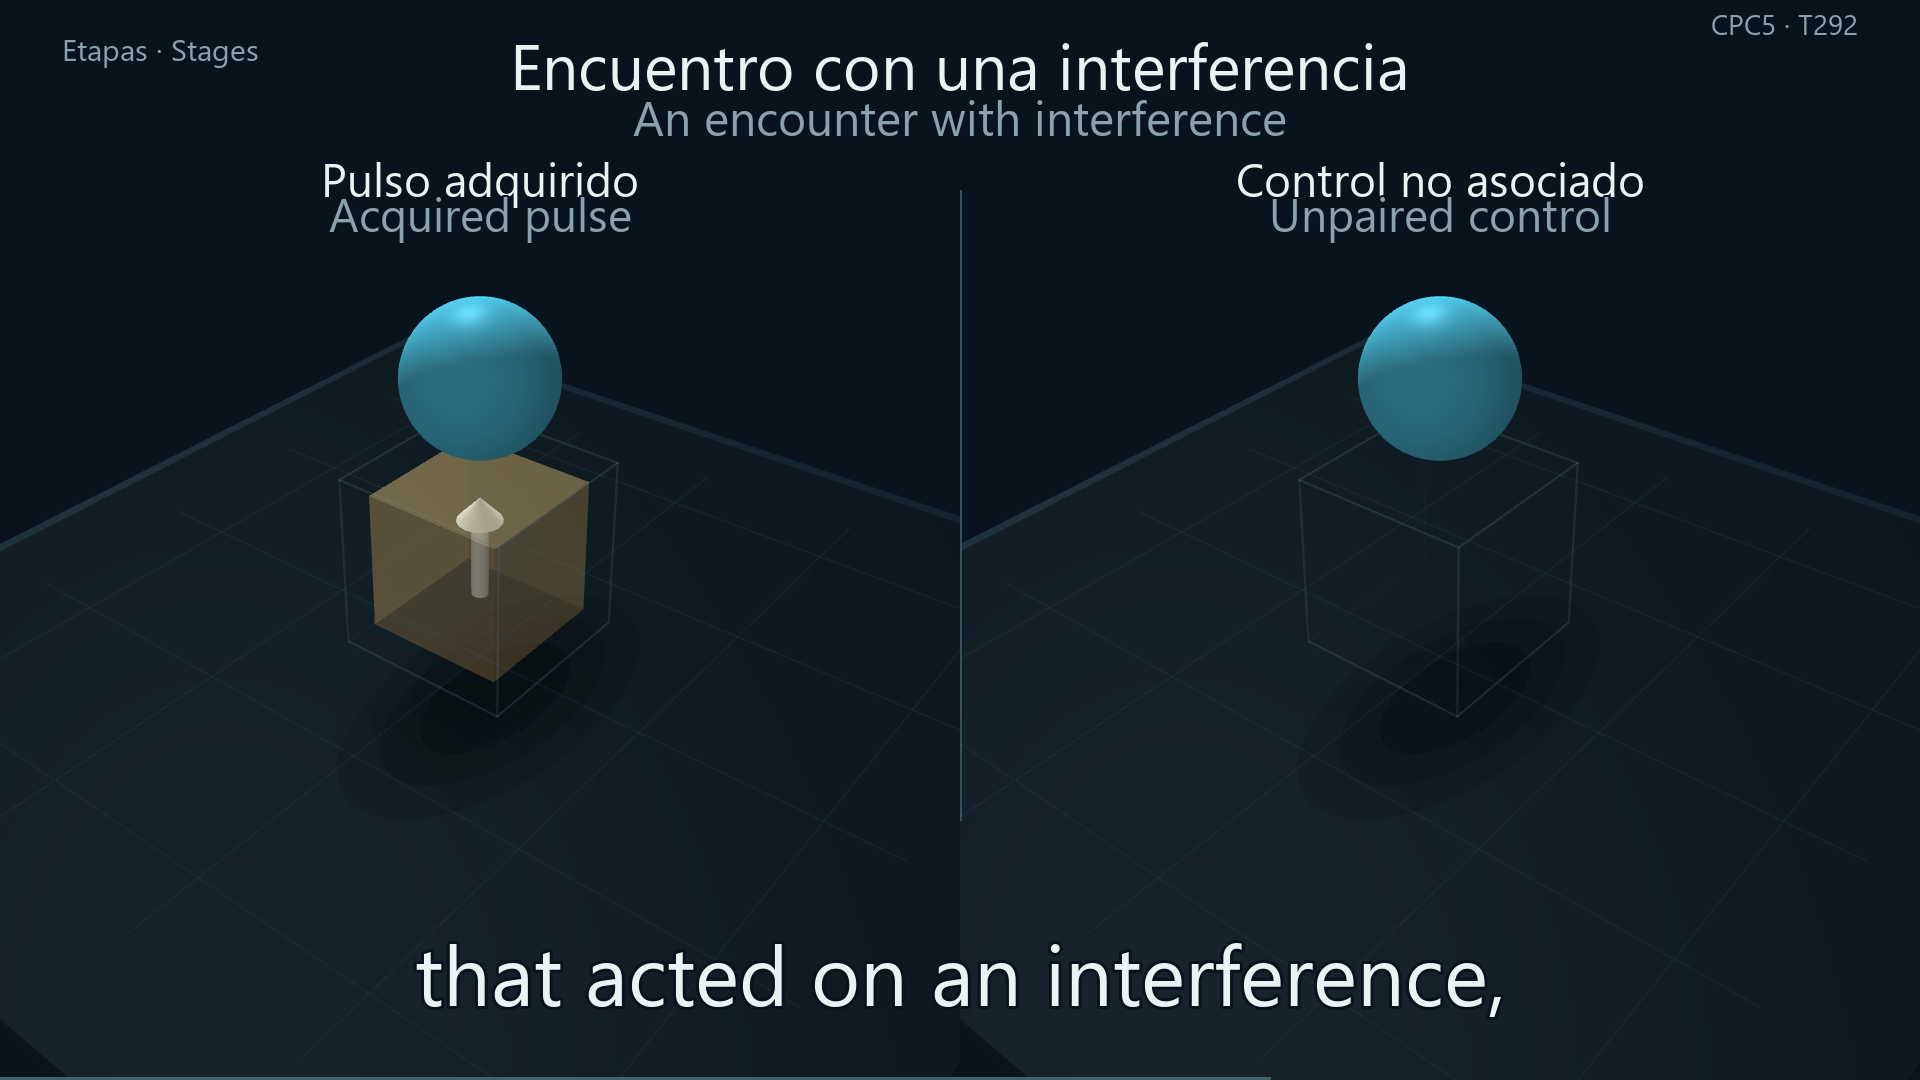 Etapas · Stages
CPC5 · T292
Encuentro con una interferencia
An encounter with interference
Pulso adquirido
Acquired pulse
Control no asociado
Unpaired control
that acted on an interference,